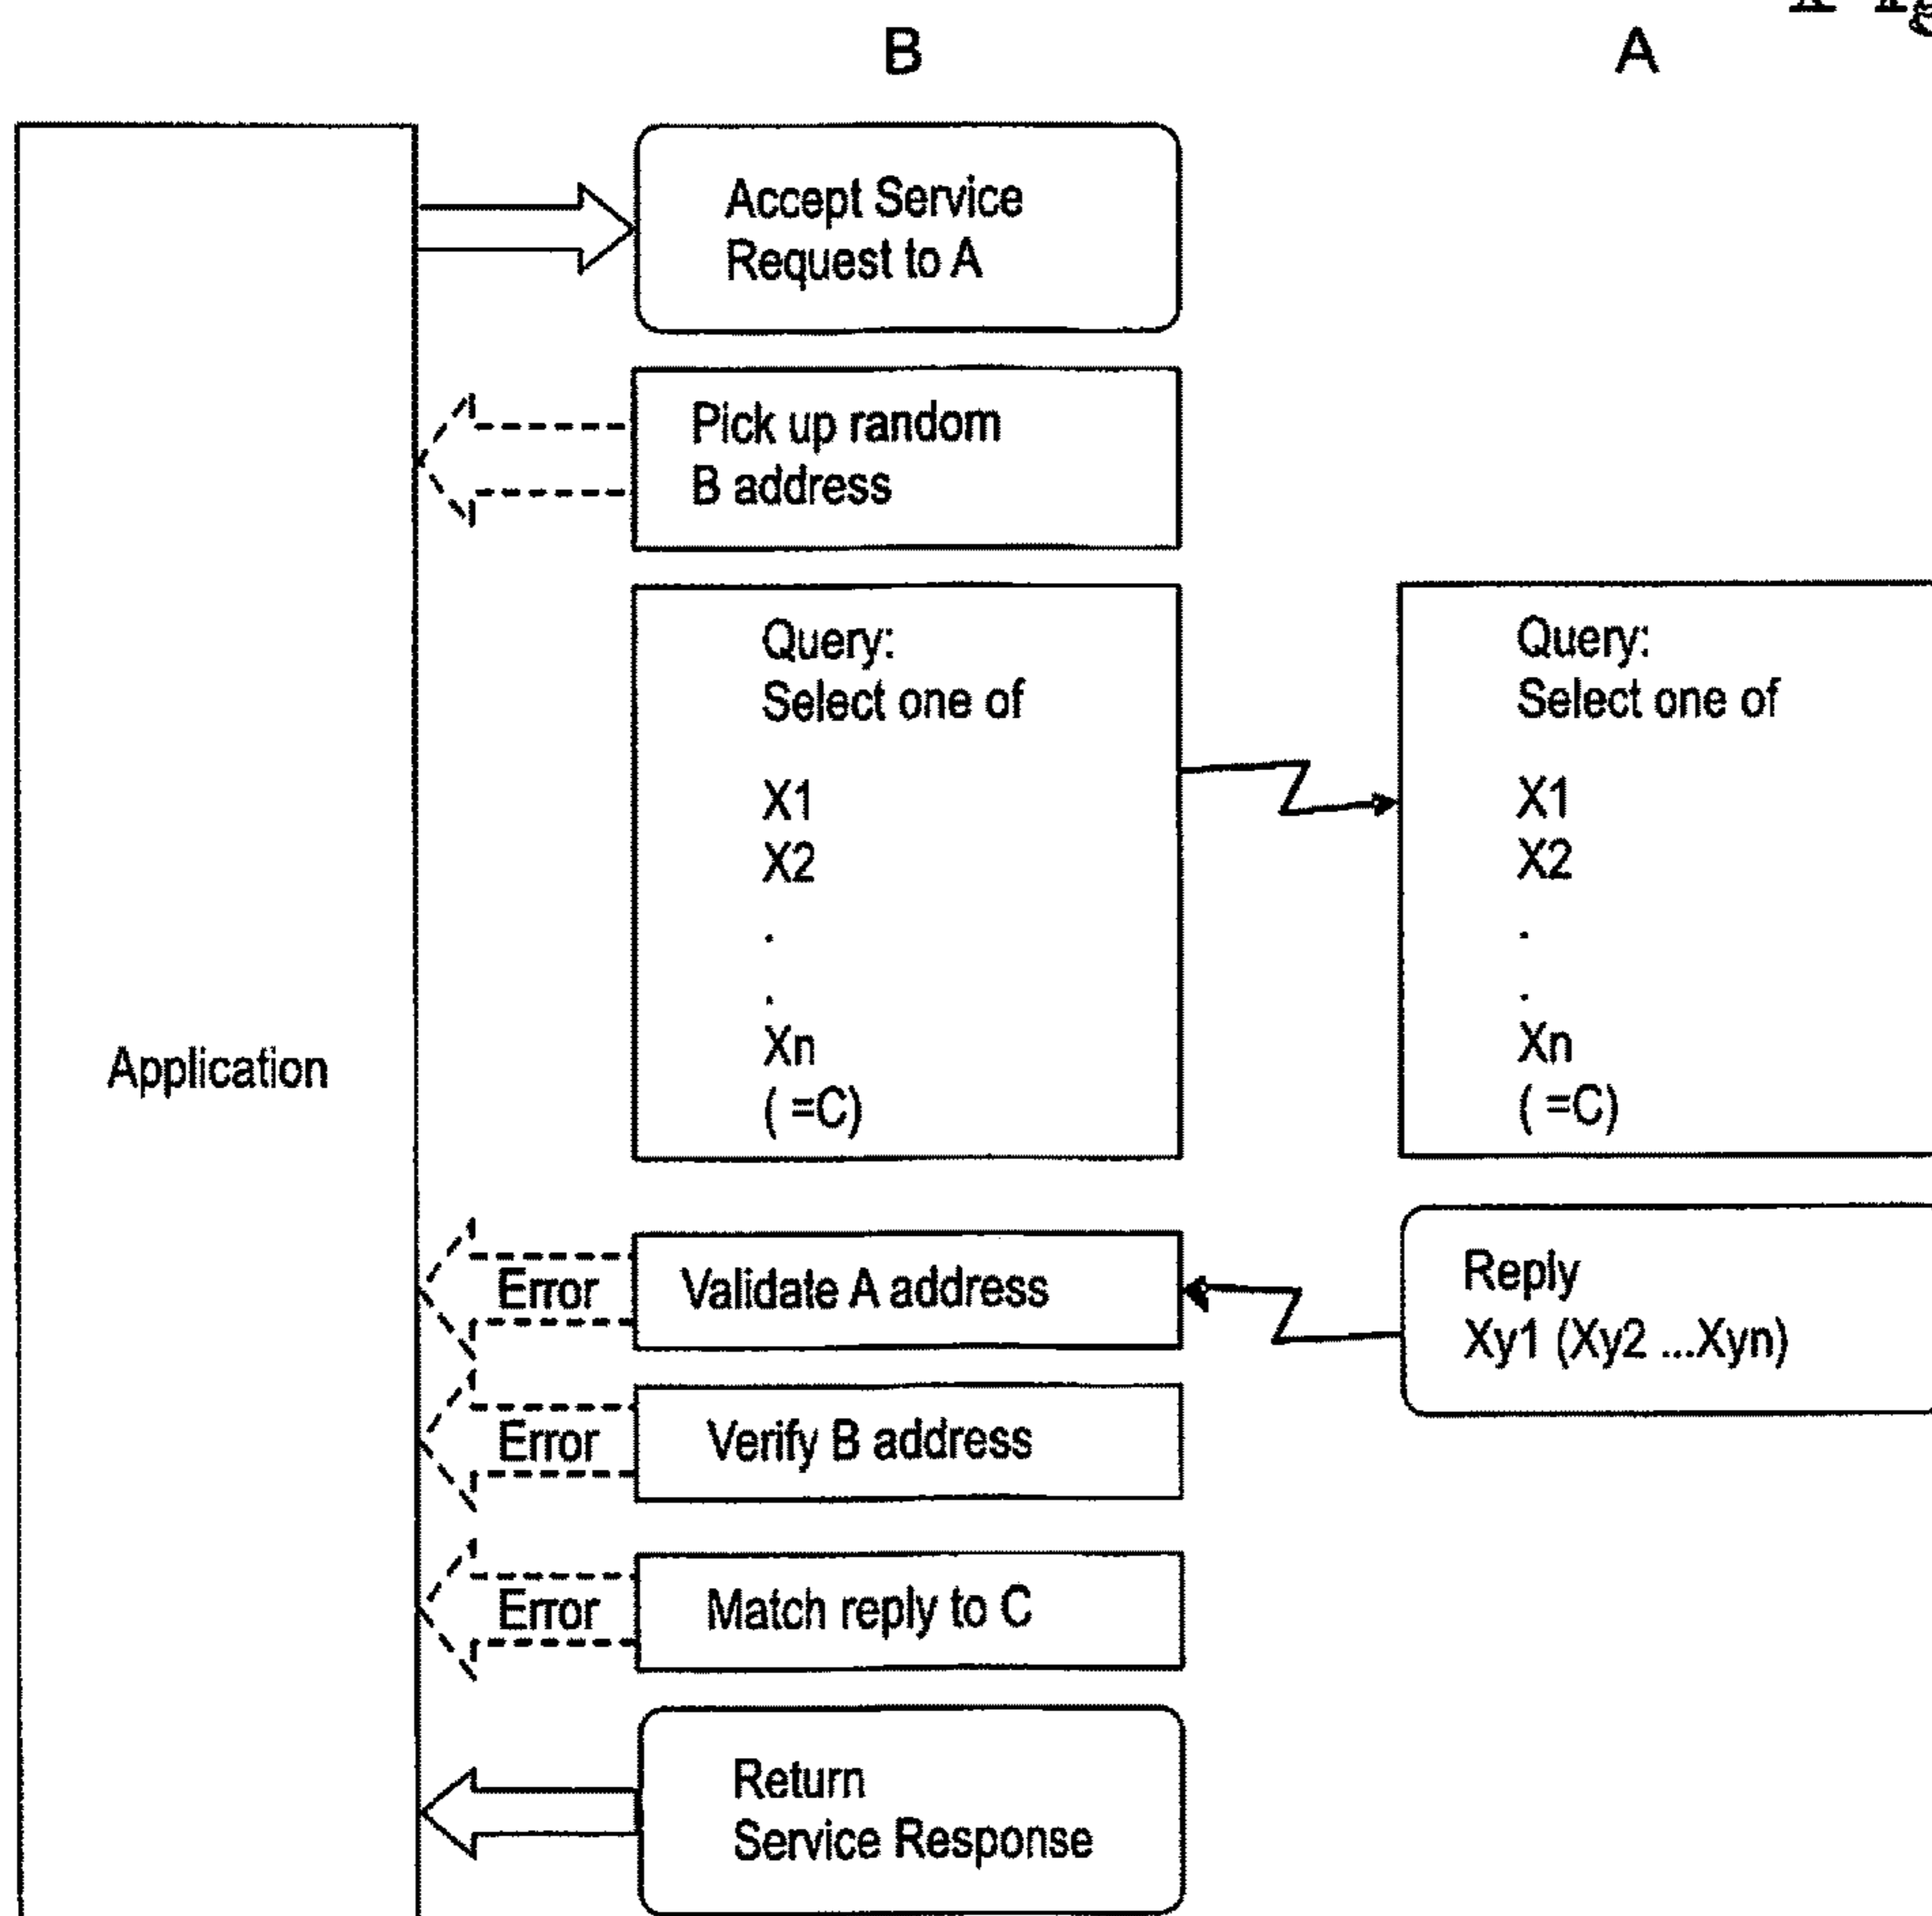 B
A
Accept Service
Request to A
Pick up random
B address
Query:
Select one of
X1
X2
.
.
Xn
( =C)
Query:
Select one of
X1
X2
.
.
Xn
( =C)
Application
Error
Validate A address
Reply
Xy1 (Xy2 ...Xyn)
Error
Verify B address
Error
Match reply to C
Return
Service Response